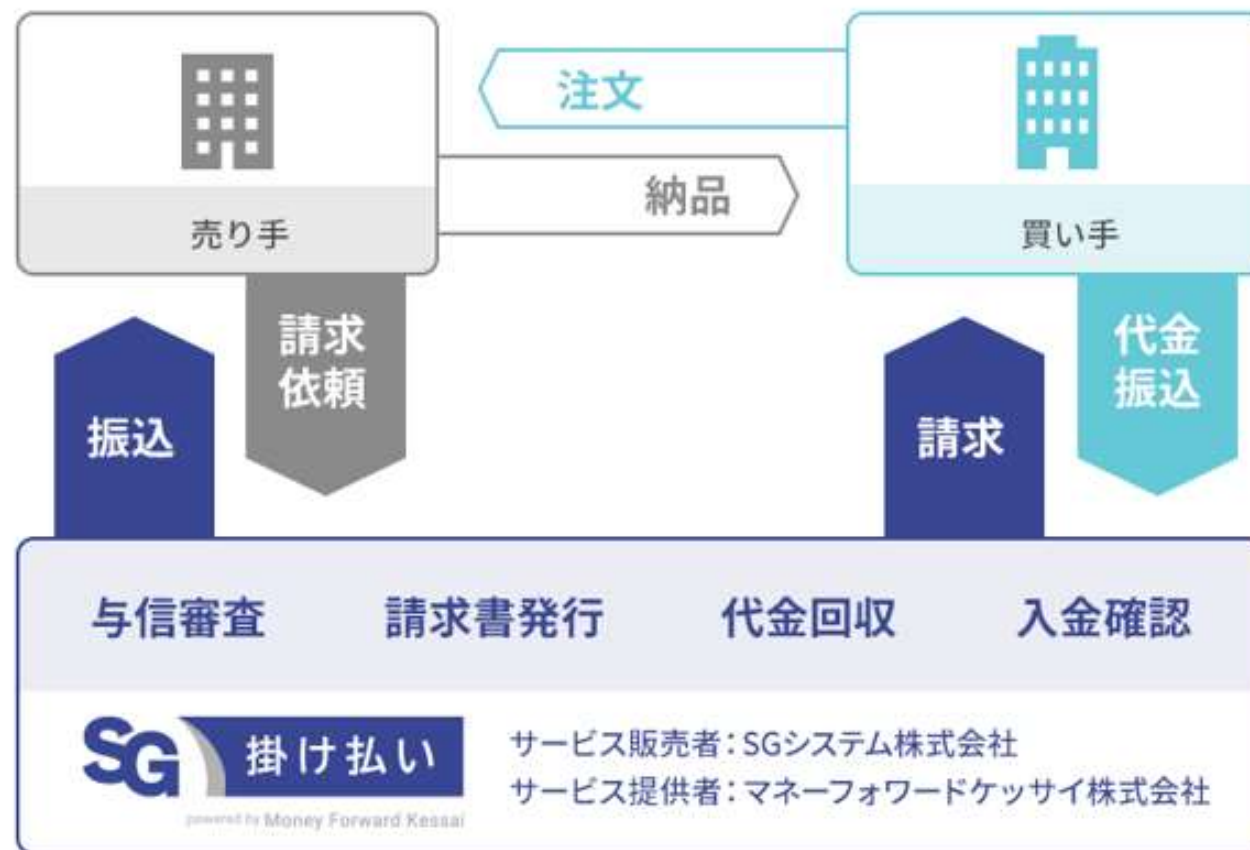 注文
納品
売り手
買い手
振込
請求
依頼
請求
代金
振込
与信審査 請求書発行 代金回収 入金確認
SG 掛け払い
powered by Money Forward Kessai
サービス販売者：SGシステム株式会社
サービス提供者：マネーフォワードケッサイ株式会社